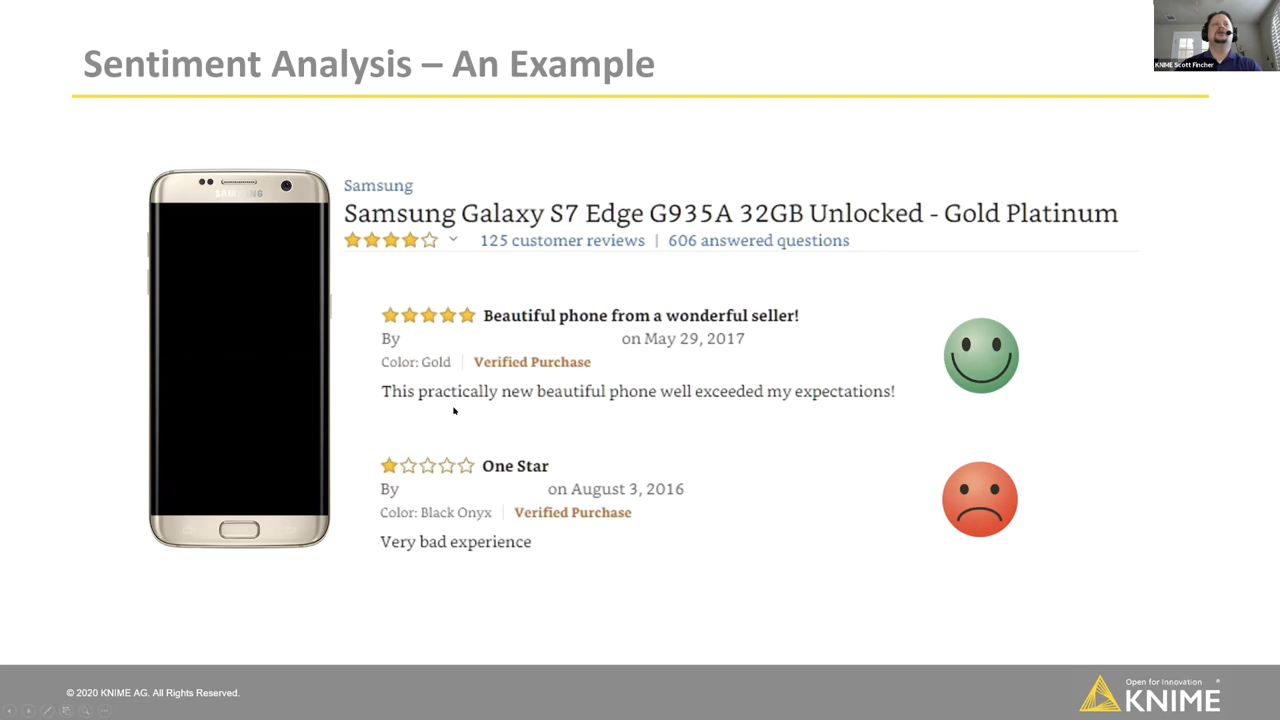 Sentiment Analysis – An Example
KNIME Scott Fincher
SAMSUNG
Samsung
Samsung Galaxy S7 Edge G935A 32GB Unlocked - Gold Platinum
125 customer reviews | 606 answered questions
Beautiful phone from a wonderful seller!
By on May 29, 2017
Color: Gold | Verified Purchase
This practically new beautiful phone well exceeded my expectations!
One Star
By on August 3, 2016
Color: Black Onyx | Verified Purchase
Very bad experience
© 2020 KNIME AG. All Rights Reserved.
Open for Innovation
KNIME